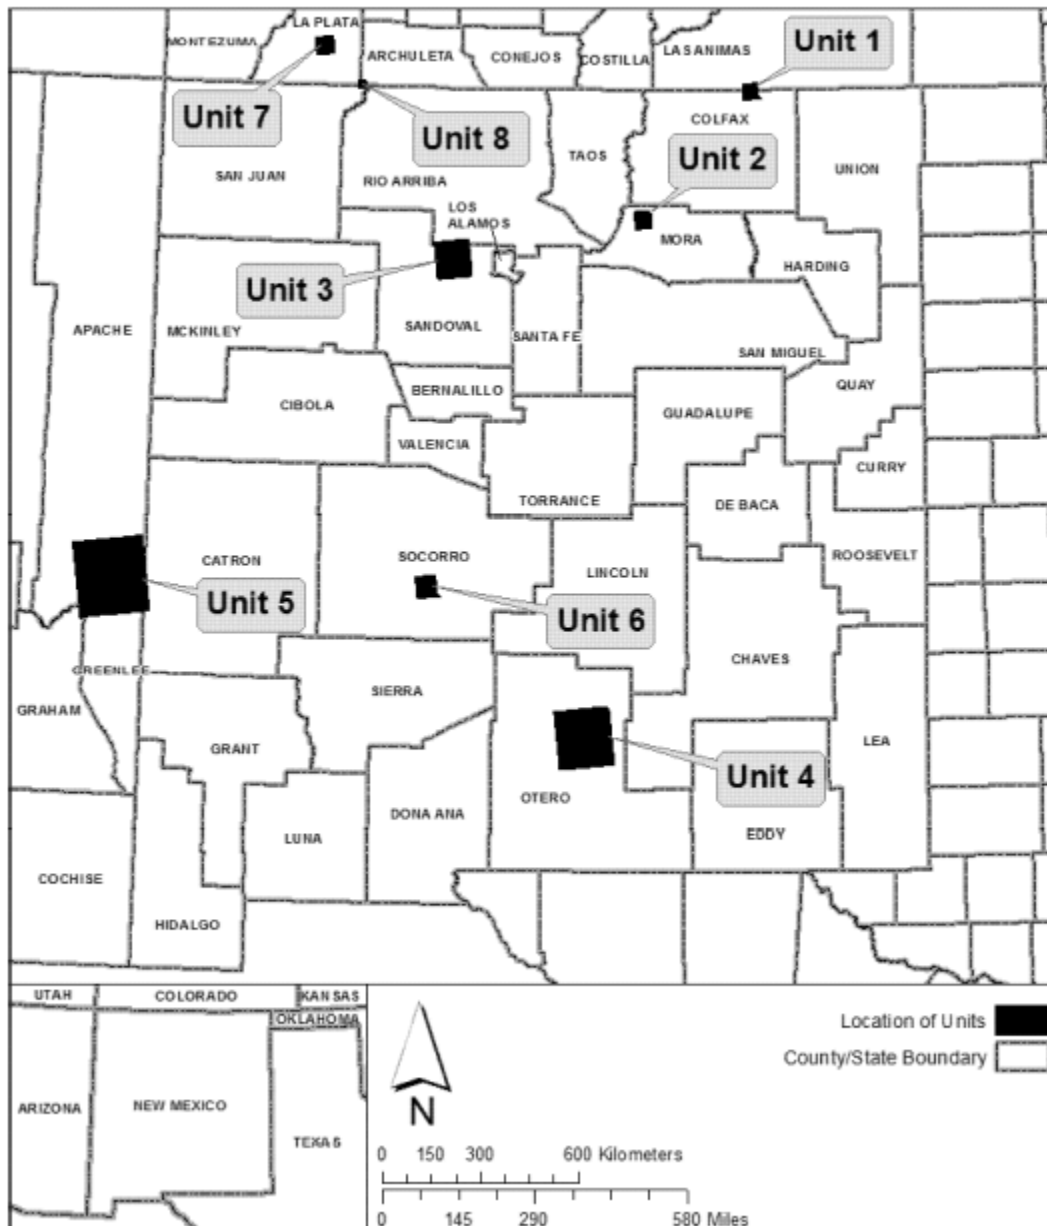 LA PLATA
MONTEZUMA
ARCHULETA
CONEJOS
COSTILLA
LAS ANIMAS
Unit 1
Unit 7
Unit 8
COLFAX
Unit 2
TAOS
UNION
SAN JUAN
RIO ARRIBA
LOS
ALAMOS
MORA
HARDING
Unit 3
APACHE
MCKINLEY
SANDOVAL
SANTA FE
SAN MIGUEL
BERNALILLO
QUAY
CIBOLA
GUADALUPE
VALENCIA
CURRY
TORRANCE
DE BACA
CATRON
SOCORRO
ROOSEVELT
LINCOLN
Unit 5
Unit 6
CHAVES
GREENLEE
SIERRA
GRAHAM
GRANT
LEA
Unit 4
OTERO
DONA ANA
LUNA
EDDY
COCHISE
HIDALGO
UTAH
COLORADO
KANSAS
OKLAHOMA
ARIZONA
NEW MEXICO
TEXAS
N
Location of Units
County/State Boundary
0 150 300 600 Kilometers
0 145 290 580 Miles